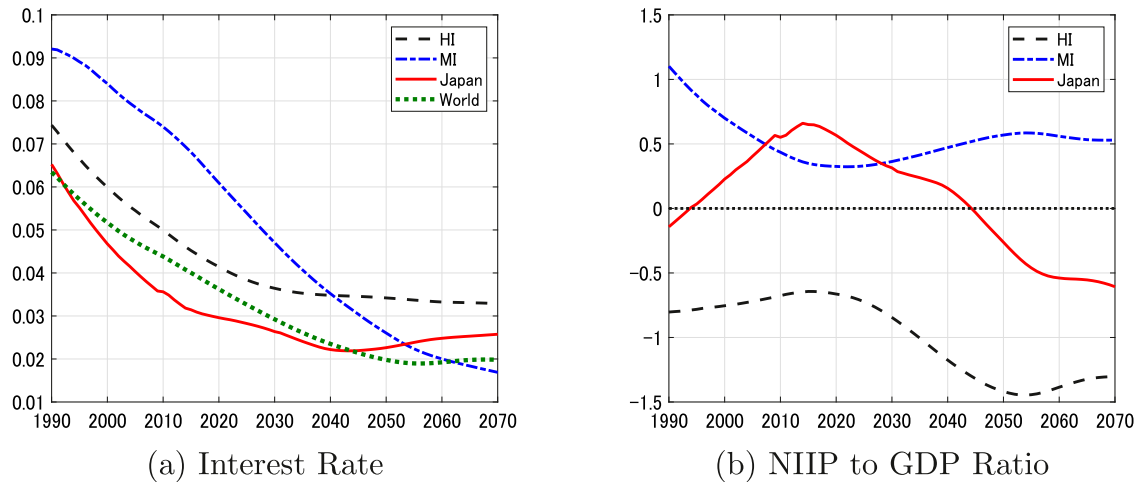 0.1
0.09
0.08
0.07
0.06
0.05
0.04
0.03
0.02
0.01
1990 2000 2010 2020 2030 2040 2050 2060 2070
HI
MI
Japan
World
(a) Interest Rate
1.5
1
0.5
0
−0.5
−1
−1.5
1990 2000 2010 2020 2030 2040 2050 2060 2070
HI
MI
Japan
(b) NIIP to GDP Ratio